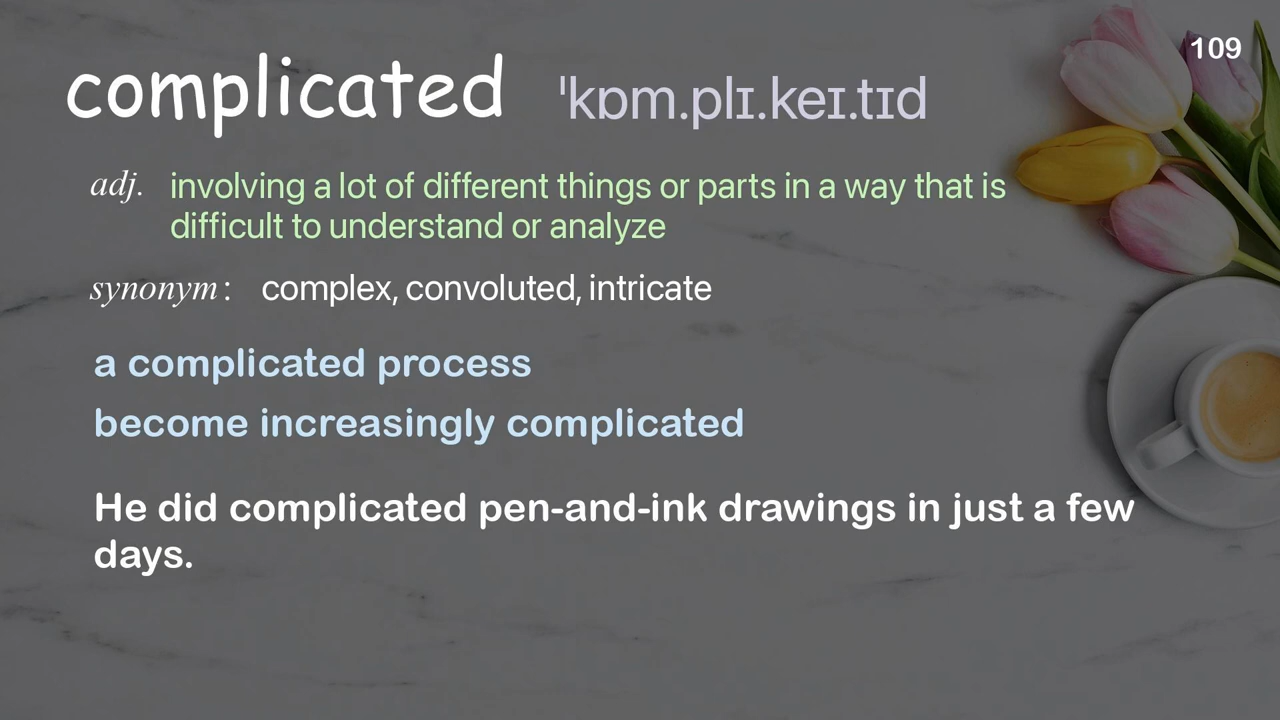 109
complicated ˈkɒm.plɪ.keɪ.tɪd
adj. involving a lot of different things or parts in a way that is
difficult to understand or analyze
synonym: complex, convoluted, intricate
a complicated process
become increasingly complicated
He did complicated pen-and-ink drawings in just a few
days.